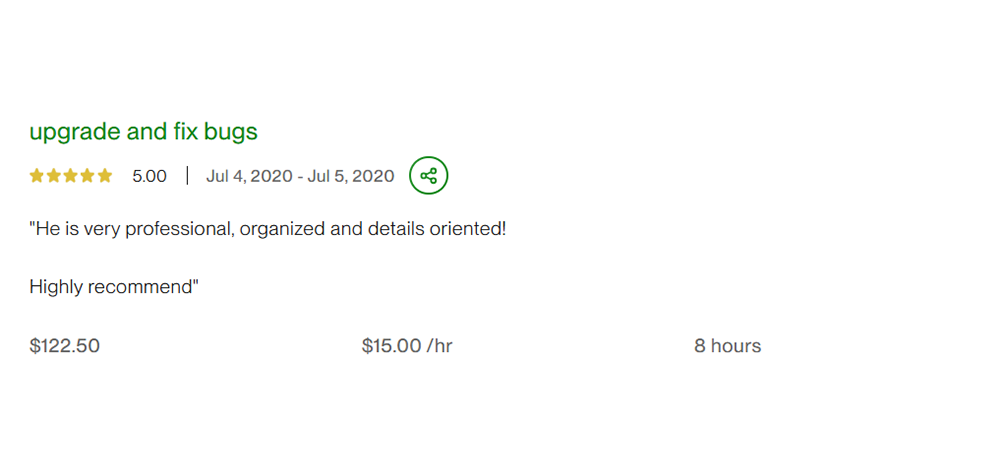 upgrade and fix bugs
5.00 | Jul 4, 2020 - Jul 5, 2020
"He is very professional, organized and details oriented!
Highly recommend"
$122.50 $15.00 /hr 8 hours